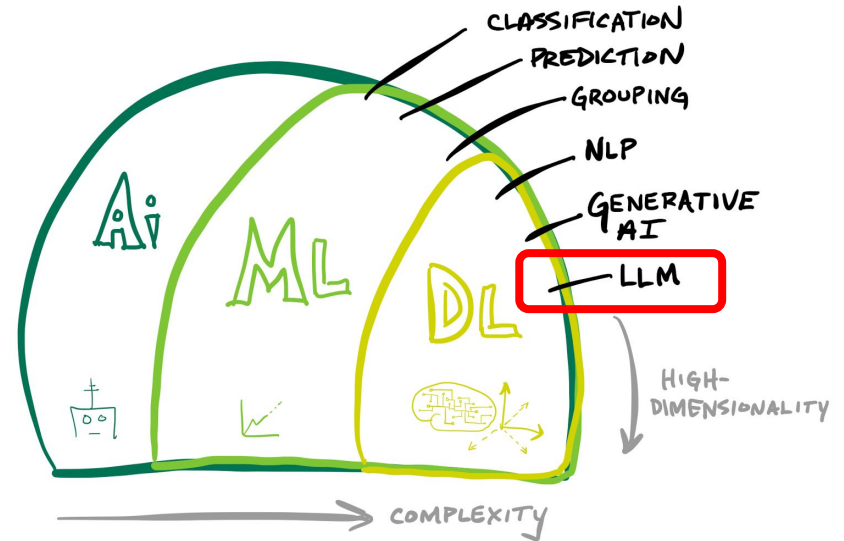 CLASSIFICATION
PREDICTION
GROUPING
NLP
GENERATIVE
AI
LLM
Ai
ML
DL
HIGH-
DIMENSIONALITY
COMPLEXITY